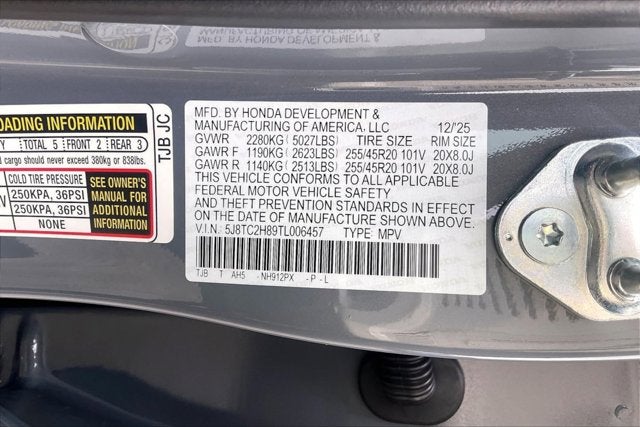 OADING INFORMATION
TY TOTAL 5 FRONT 2 REAR 3
d cargo should never exceed 380kg or 838lbs.
COLD TIRE PRESSURE
V 250KPA, 36PSI
250KPA, 36PSI
NONE
SEE OWNER'S
MANUAL FOR
ADDITIONAL
INFORMATION
TJB JC
MFD. BY HONDA DEVELOPMENT &
MANUFACTURING OF AMERICA, LLC 12/25
GVWR 2280KG (5027LBS) TIRE SIZE RIM SIZE
GAWR F 1190KG (2623LBS) 255/45R20 101V 20X8.0J
GAWR R 1140KG (2513LBS) 255/45R20 101V 20X8.0J
THIS VEHICLE CONFORMS TO ALL APPLICABLE
FEDERAL MOTOR VEHICLE SAFETY
AND THEFT PREVENTION STANDARDS IN EFFECT
ON THE DATE OF MANUFACTURE SHOWN ABOVE.
V.I.N.: 5J8TC2H89TL006457 TYPE: MPV
TJB T AH5 -NH912PX -P-L